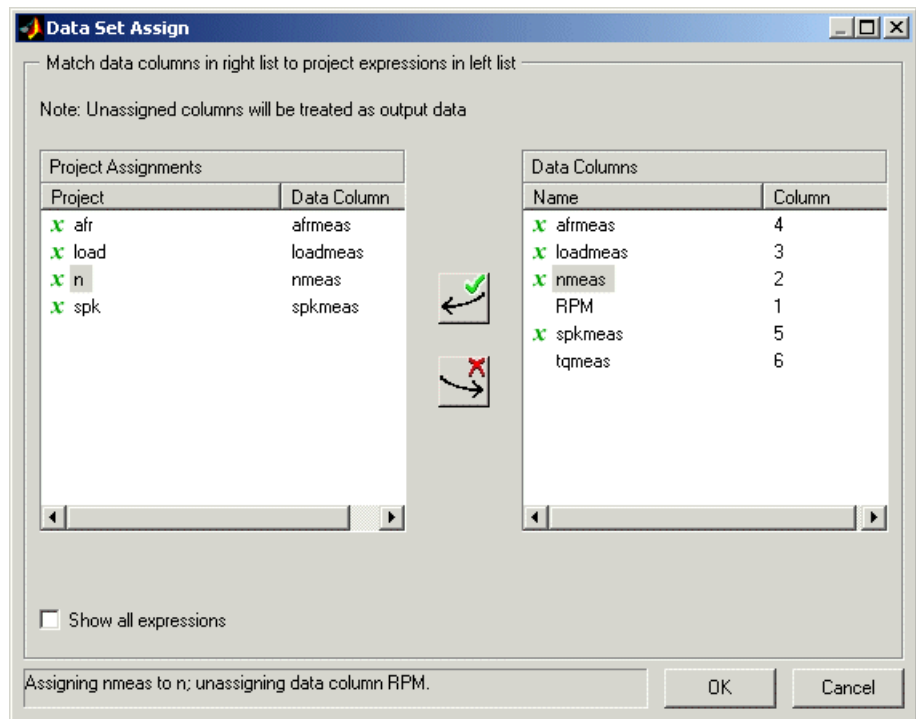 Data Set Assign
Match data columns in right list to project expressions in left list
Note: Unassigned columns will be treated as output data
Project Assignments
Project Data Column
x afr afrmeas
x load loadmeas
x n nmeas
x spk spkmeas
Data Columns
Name Column
x afrmeas 4
x loadmeas 3
x nmeas 2
RPM 1
x spkmeas 5
tqmeas 6
Show all expressions
Assigning nmeas to n; unassigning data column RPM.
OK Cancel